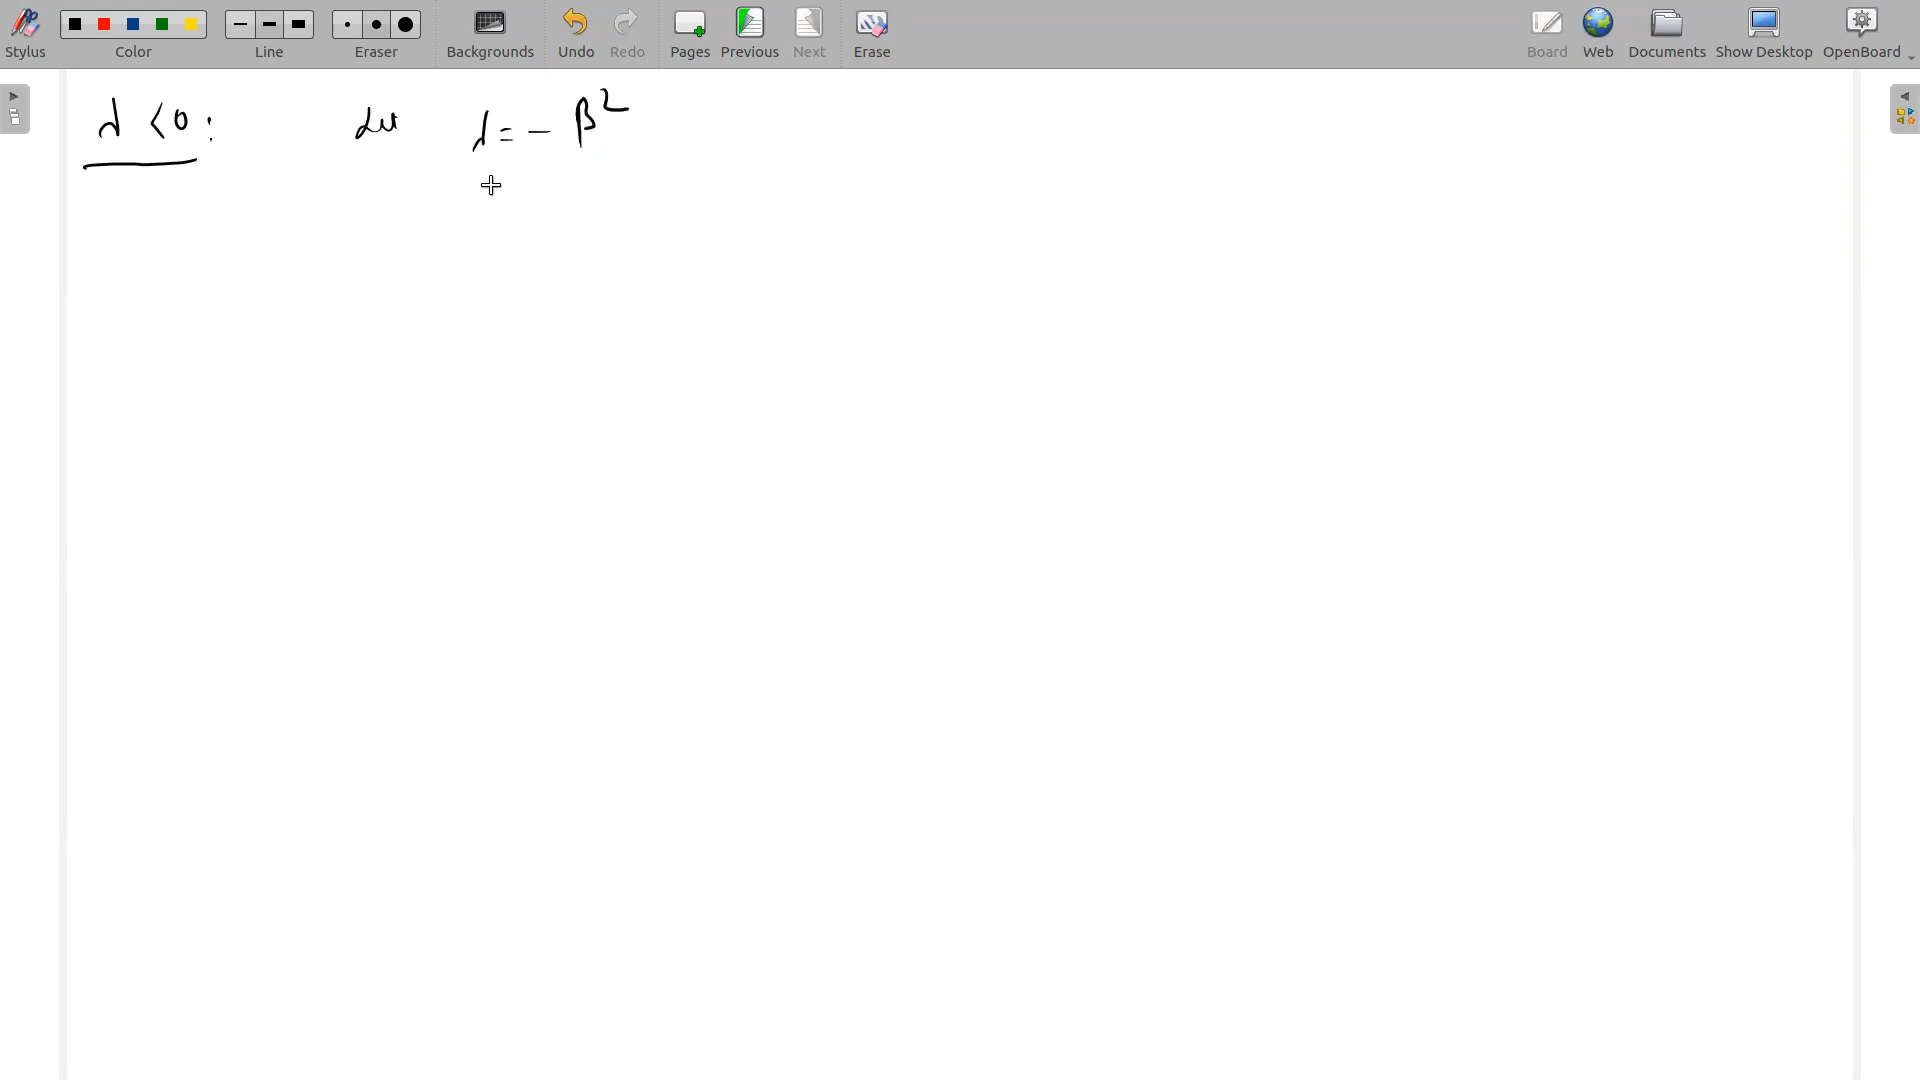 Stylus Color Line Eraser Backgrounds Undo Redo Pages Previous Next Erase Board Web Documents Show Desktop OpenBoard
λ < 0 : Let λ = - β²